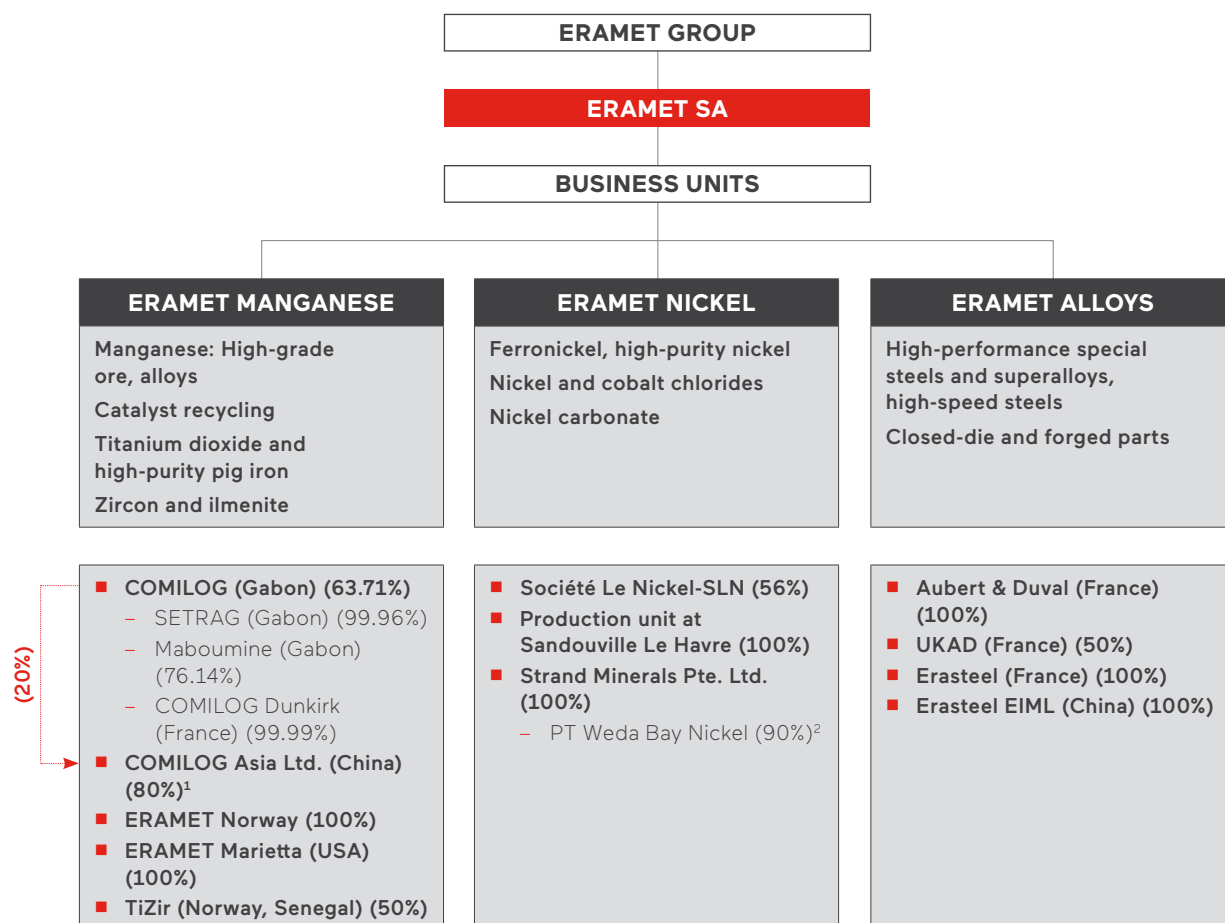 ERAMET GROUP
ERAMET SA
BUSINESS UNITS
ERAMET MANGANESE
Manganese: High-grade
ore, alloys
Catalyst recycling
Titanium dioxide and
high-purity pig iron
Zircon and ilmenite
ERAMET NICKEL
Ferronickel, high-purity nickel
Nickel and cobalt chlorides
Nickel carbonate
ERAMET ALLOYS
High-performance special
steels and superalloys,
high-speed steels
Closed-die and forged parts
(20%)
■ COMILOG (Gabon) (63.71%)
– SETRAG (Gabon) (99.96%)
– Maboumine (Gabon)
(76.14%)
– COMILOG Dunkirk
(France) (99.99%)
■ COMILOG Asia Ltd. (China)
(80%)¹
■ ERAMET Norway (100%)
■ ERAMET Marietta (USA)
(100%)
■ TiZir (Norway, Senegal) (50%)
■ Société Le Nickel-SLN (56%)
■ Production unit at
Sandouville Le Havre (100%)
■ Strand Minerals Pte. Ltd.
(100%)
– PT Weda Bay Nickel (90%)²
■ Aubert & Duval (France)
(100%)
■ UKAD (France) (50%)
■ Erasteel (France) (100%)
■ Erasteel EIML (China) (100%)